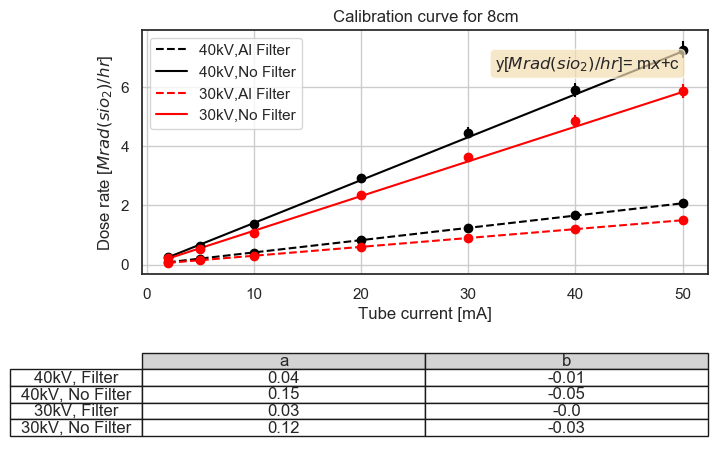 Calibration curve for 8cm
40kV,Al Filter
40kV,No Filter
30kV,Al Filter
30kV,No Filter
y[Mrad(sio₂)/hr]= mx+c
Dose rate [Mrad(sio₂)/hr]
6
4
2
0
0 10 20 30 40 50
Tube current [mA]
a b
40kV, Filter 0.04 -0.01
40kV, No Filter 0.15 -0.05
30kV, Filter 0.03 -0.0
30kV, No Filter 0.12 -0.03